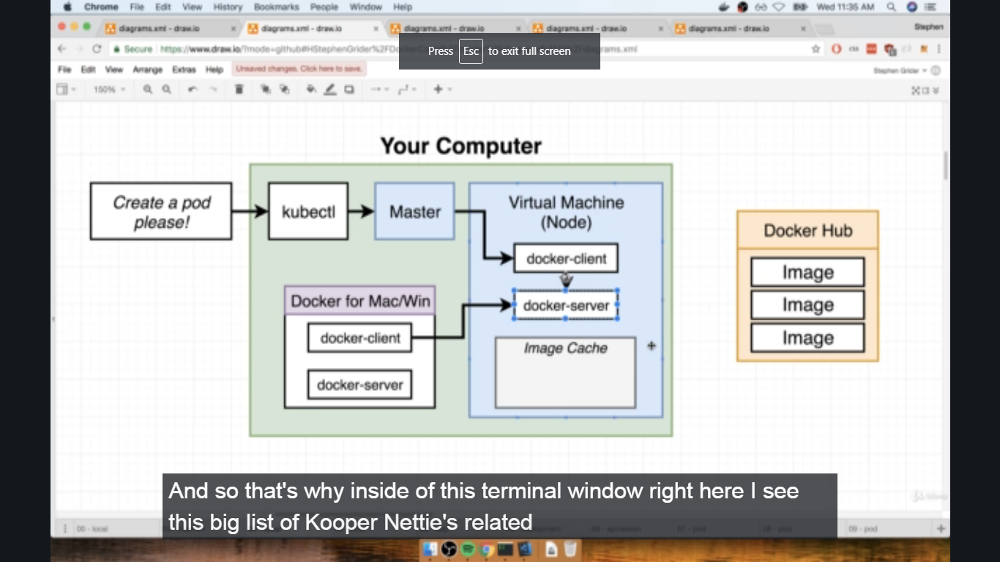 Chrome File Edit View History Bookmarks People Window Help Wed 11:35 AM
diagrams.xml - draw.io diagrams.xml - draw.io diagrams.xml - draw.io diagrams.xml - draw.io diagrams.xml - draw.io Stephen
Press Esc to exit full screen
Secure https://www.draw.io/?mode=github#HStephenGrider%2FDocker
File Edit View Arrange Extras Help Unsaved changes. Click here to save. Stephen Grider
150%
Your Computer
Create a pod
please!
kubectl
Master
Virtual Machine
(Node)
docker-client
docker-server
Image Cache
Docker for Mac/Win
docker-client
docker-server
Docker Hub
Image
Image
Image
And so that's why inside of this terminal window right here I see
this big list of Kooper Nettie's related
00 - local 09 - pod